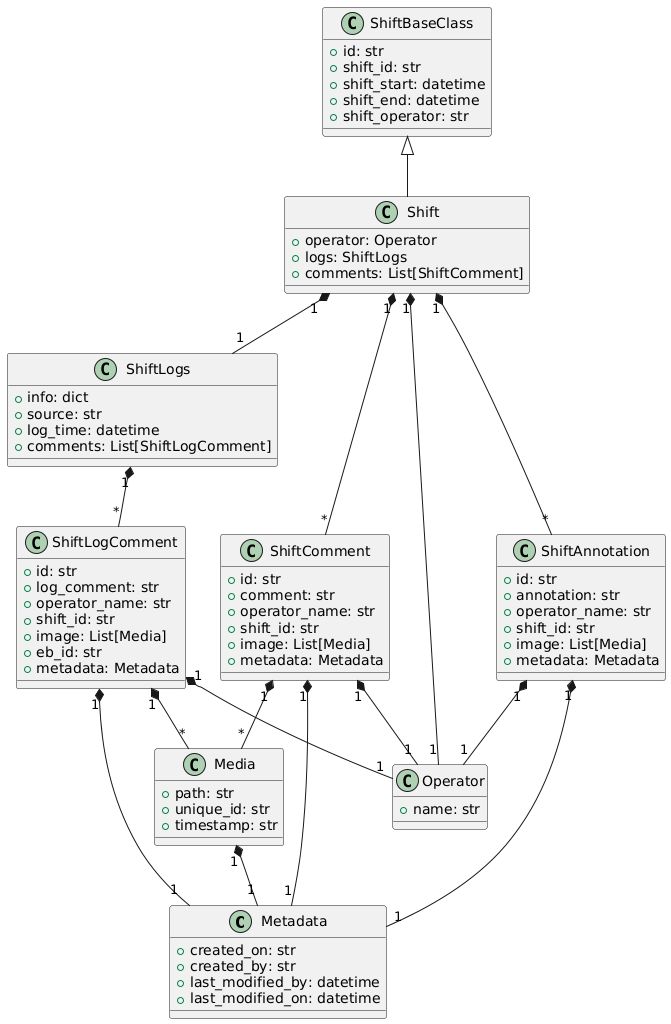 C ShiftBaseClass
id: str
shift_id: str
shift_start: datetime
shift_end: datetime
shift_operator: str
C Shift
operator: Operator
logs: ShiftLogs
comments: List[ShiftComment]
1 1 1 1
1
C ShiftLogs
info: dict
source: str
log_time: datetime
comments: List[ShiftLogComment]
1
* * *
C ShiftLogComment
id: str
log_comment: str
operator_name: str
shift_id: str
image: List[Media]
eb_id: str
metadata: Metadata
C ShiftComment
id: str
comment: str
operator_name: str
shift_id: str
image: List[Media]
metadata: Metadata
C ShiftAnnotation
id: str
annotation: str
operator_name: str
shift_id: str
image: List[Media]
metadata: Metadata
1
1 1 1 1 1 1 1
* * 1 1 1
1
C Media
path: str
unique_id: str
timestamp: str
C Operator
name: str
1
1 1 1 1
C Metadata
created_on: str
created_by: str
last_modified_by: datetime
last_modified_on: datetime